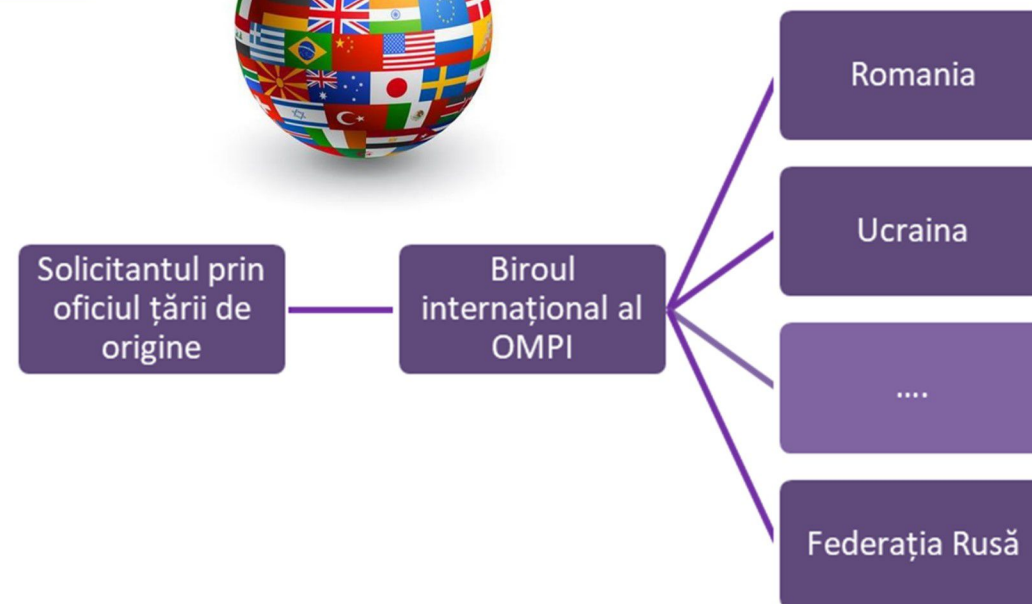 Solicitantul prin
oficiul țării de
origine
Biroul
internațional al
OMPI
Romania
Ucraina
....
Federația Rusă